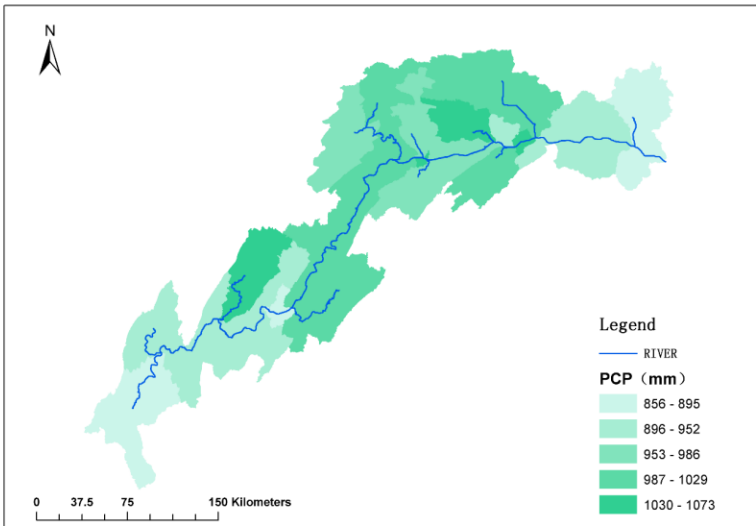 N
Legend
RIVER
PCP（mm）
856 - 895
896 - 952
953 - 986
987 - 1029
1030 - 1073
0 37.5 75 150 Kilometers